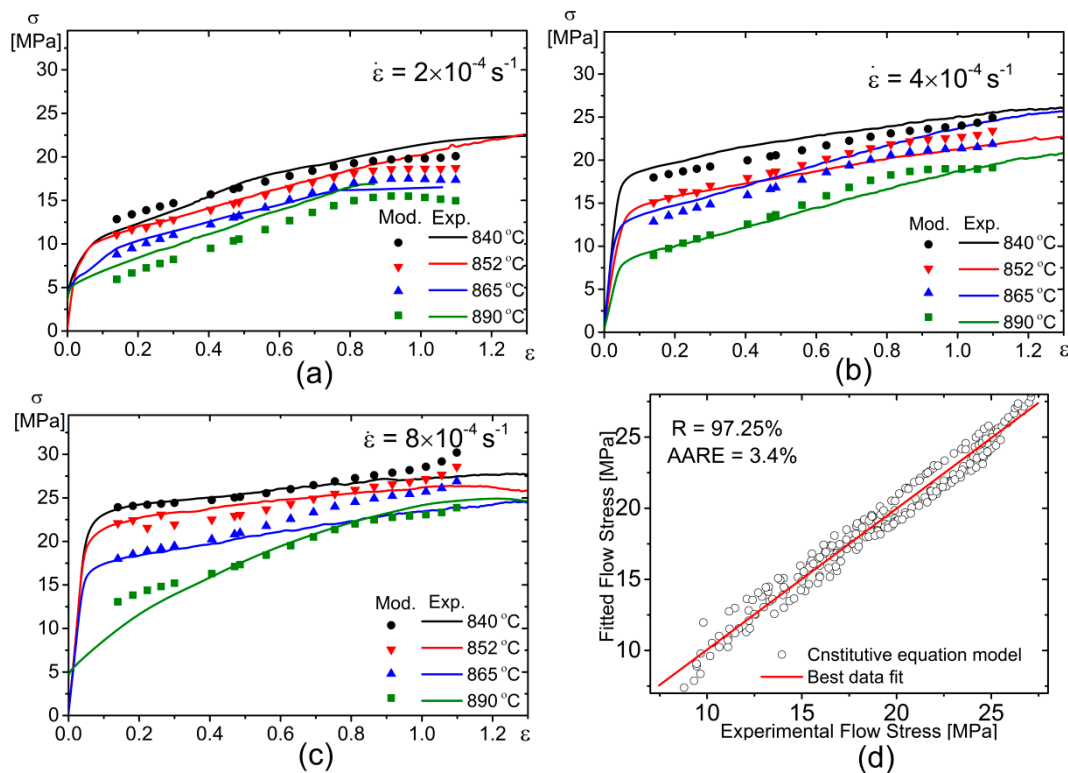 σ
[MPa]
30
25
20
15
10
5
0
0.0 0.2 0.4 0.6 0.8 1.0 1.2 ε
ε̇ = 2×10⁻⁴ s⁻¹
Mod. Exp.
840 °C
852 °C
865 °C
890 °C
(a)
σ
[MPa]
30
25
20
15
10
5
0
0.0 0.2 0.4 0.6 0.8 1.0 1.2 ε
ε̇ = 4×10⁻⁴ s⁻¹
Mod. Exp.
840 °C
852 °C
865 °C
890 °C
(b)
σ
[MPa]
30
25
20
15
10
5
0
0.0 0.2 0.4 0.6 0.8 1.0 1.2 ε
ε̇ = 8×10⁻⁴ s⁻¹
Mod. Exp.
840 °C
852 °C
865 °C
890 °C
(c)
R = 97.25%
AARE = 3.4%
Fitted Flow Stress [MPa]
25
20
15
10
Cnstitutive equation model
Best data fit
10 15 20 25
Experimental Flow Stress [MPa]
(d)